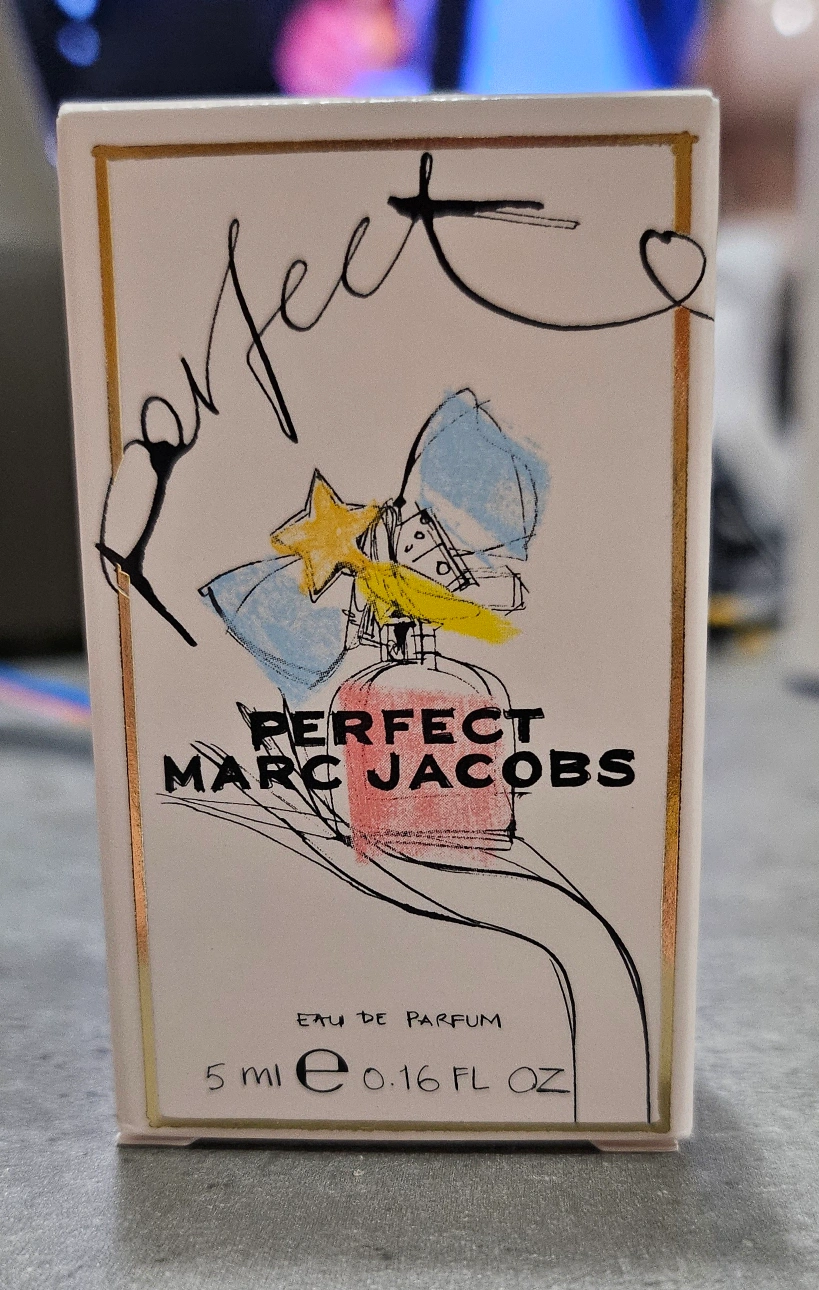 perfect
PERFECT
MARC JACOBS
EAU DE PARFUM
5 ml e 0.16 FL OZ